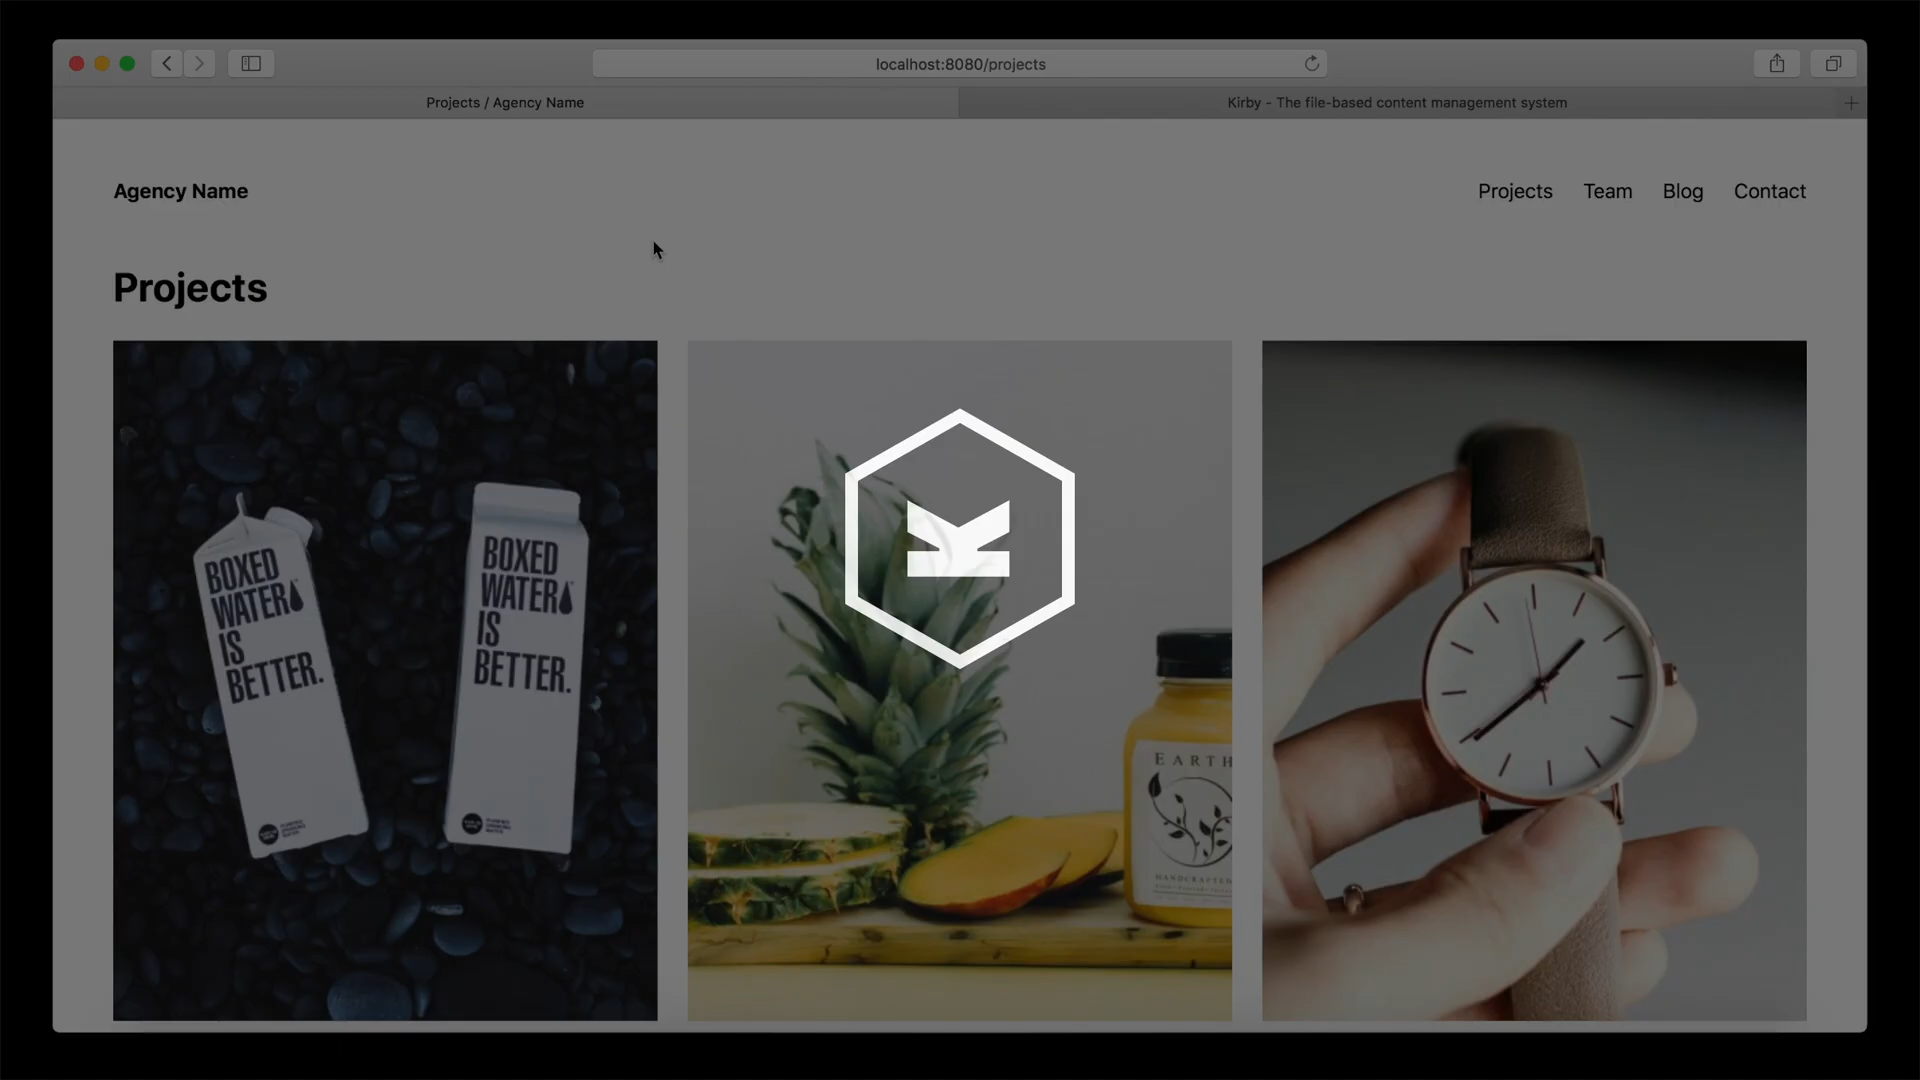 localhost:8080/projects
Projects / Agency Name
Kirby - The file-based content management system
Agency Name
Projects
Team
Blog
Contact
Projects
BOXED
WATER
IS
BETTER.
BOXED
WATER
IS
BETTER.
EARTH
HANDCRAFTED